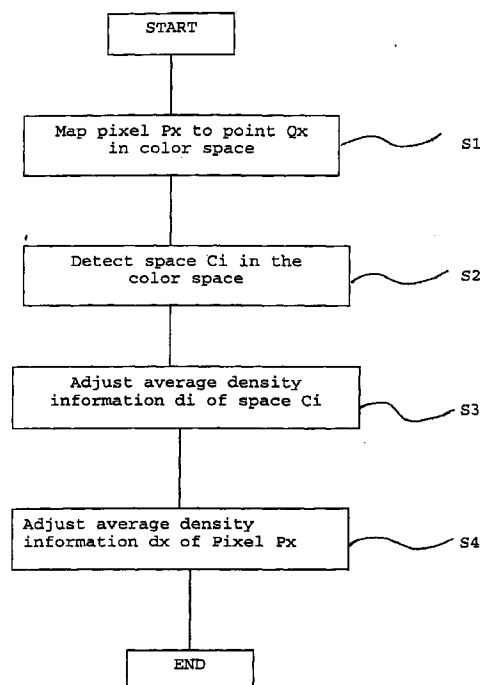 START
Map pixel Px to point Qx
in color space
S1
Detect space Ci in the
color space
S2
Adjust average density
information di of space Ci
S3
Adjust average density
information dx of Pixel Px
S4
END